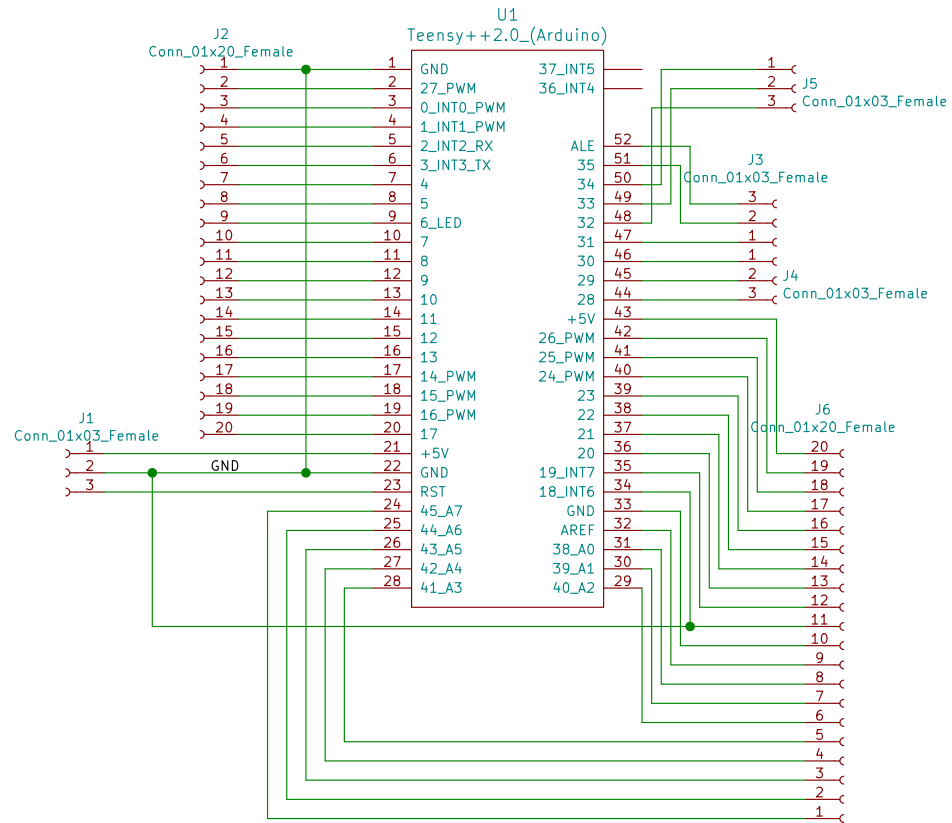 U1
Teensy++2.0_(Arduino)
J2
Conn_01x20_Female
1
2
3
4
5
6
7
8
9
10
11
12
13
14
15
16
17
18
19
20
J1
Conn_01x03_Female
1
2
3
GND
1 GND
2 27_PWM
3 0_INT0_PWM
4 1_INT1_PWM
5 2_INT2_RX
6 3_INT3_TX
7 4
8 5
9 6_LED
10 7
11 8
12 9
13 10
14 11
15 12
16 13
17 14_PWM
18 15_PWM
19 16_PWM
20 17
21 +5V
22 GND
23 RST
24 45_A7
25 44_A6
26 43_A5
27 42_A4
28 41_A3
37_INT5
36_INT4
ALE 52
35 51
34 50
33 49
32 48
31 47
30 46
29 45
28 44
+5V 43
26_PWM 42
25_PWM 41
24_PWM 40
23 39
22 38
21 37
20 36
19_INT7 35
18_INT6 34
GND 33
AREF 32
38_A0 31
39_A1 30
40_A2 29
1
2
3
J5
Conn_01x03_Female
J3
Conn_01x03_Female
3
2
1
1
2
3
J4
Conn_01x03_Female
J6
Conn_01x20_Female
20
19
18
17
16
15
14
13
12
11
10
9
8
7
6
5
4
3
2
1